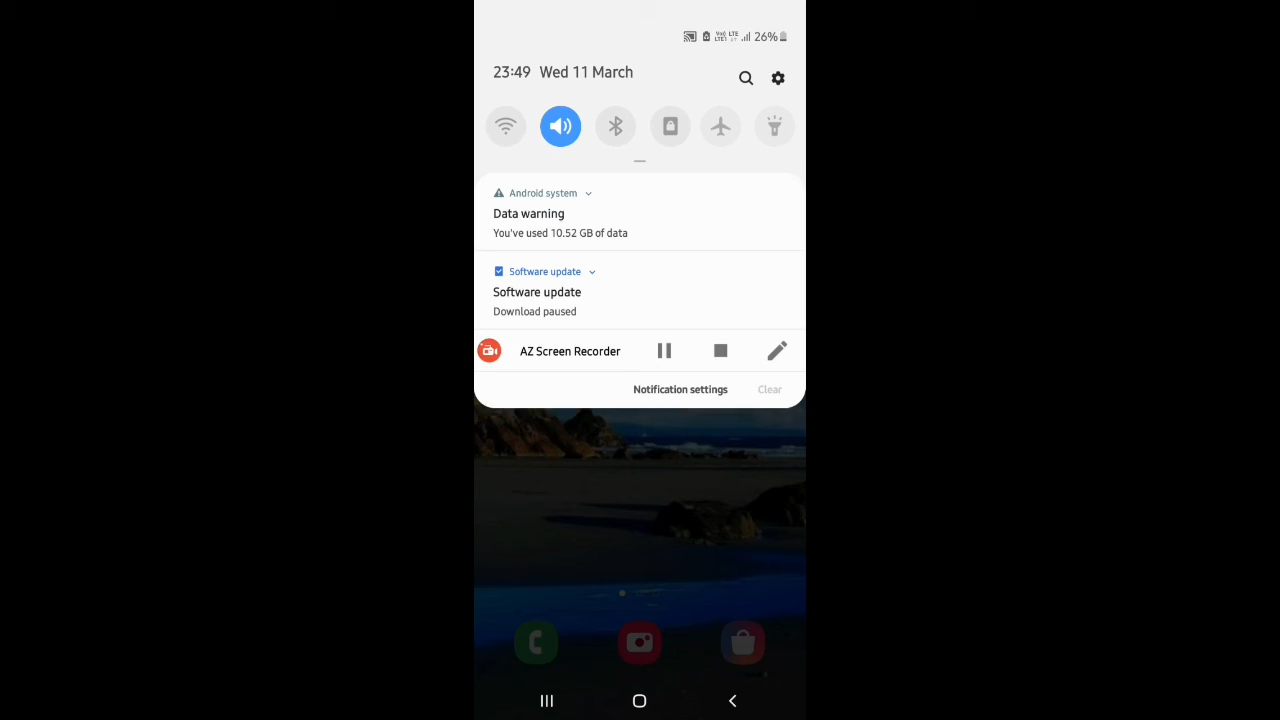 26%
23:49 Wed 11 March
Android system
Data warning
You've used 10.52 GB of data
Software update
Software update
Download paused
AZ Screen Recorder
Notification settings
Clear